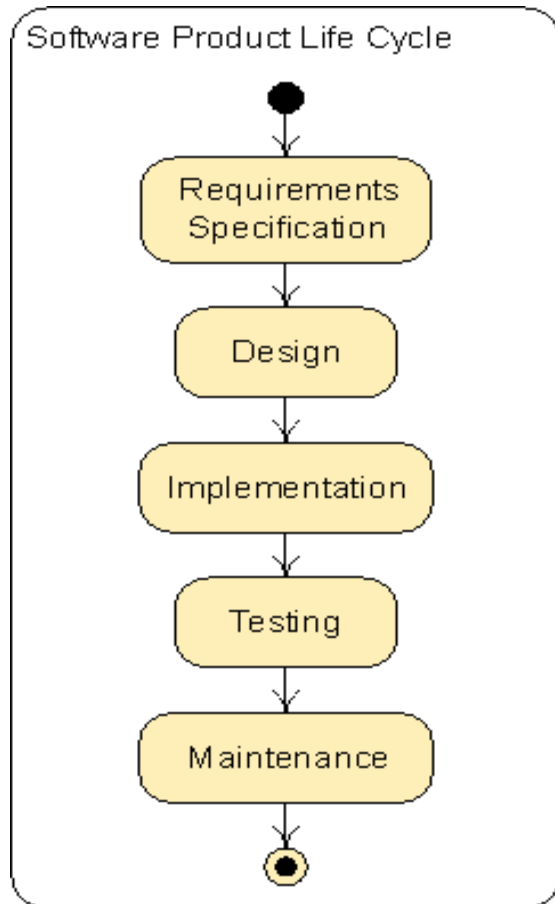 Software Product Life Cycle
Requirements
Specification
Design
Implementation
Testing
Maintenance